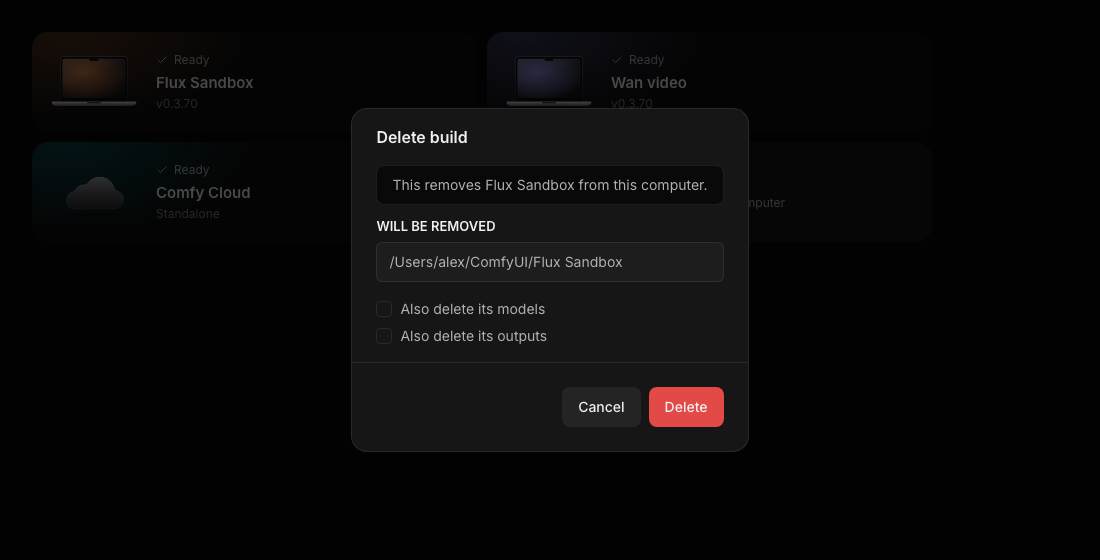 Ready
Flux Sandbox
v0.3.70
Ready
Wan video
v0.3.70
Ready
Comfy Cloud
Standalone
Delete build
This removes Flux Sandbox from this computer.
WILL BE REMOVED
/Users/alex/ComfyUI/Flux Sandbox
Also delete its models
Also delete its outputs
Cancel
Delete